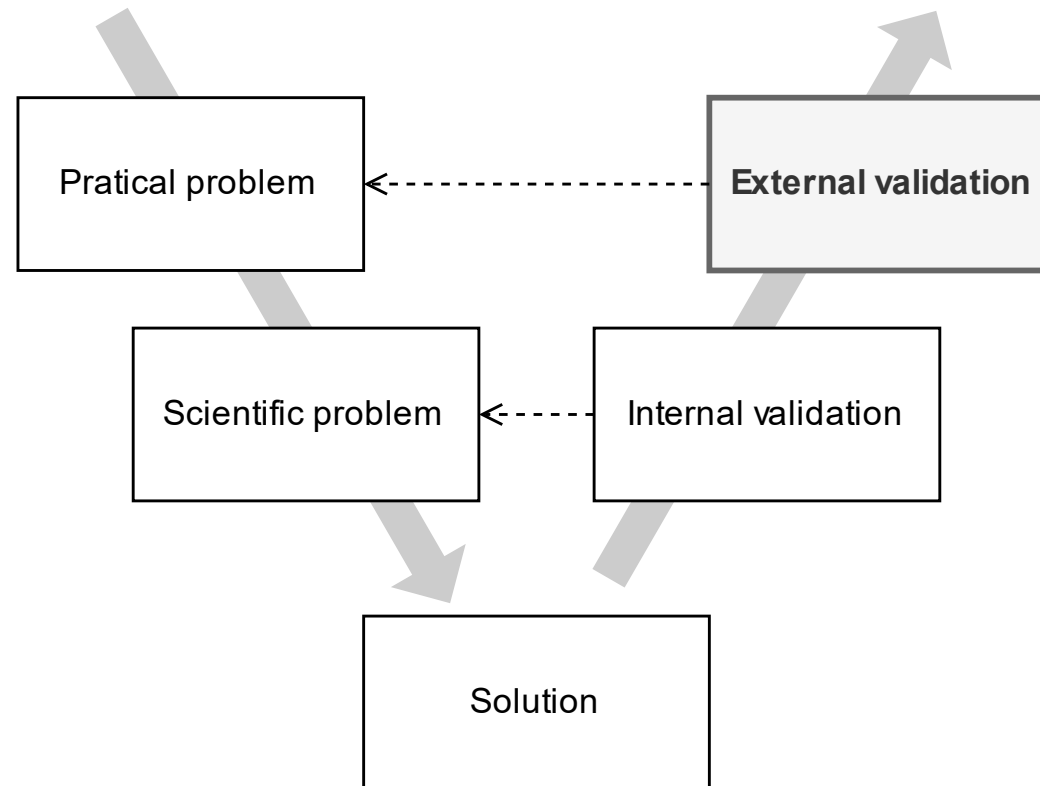 Pratical problem
External validation
Scientific problem
Internal validation
Solution